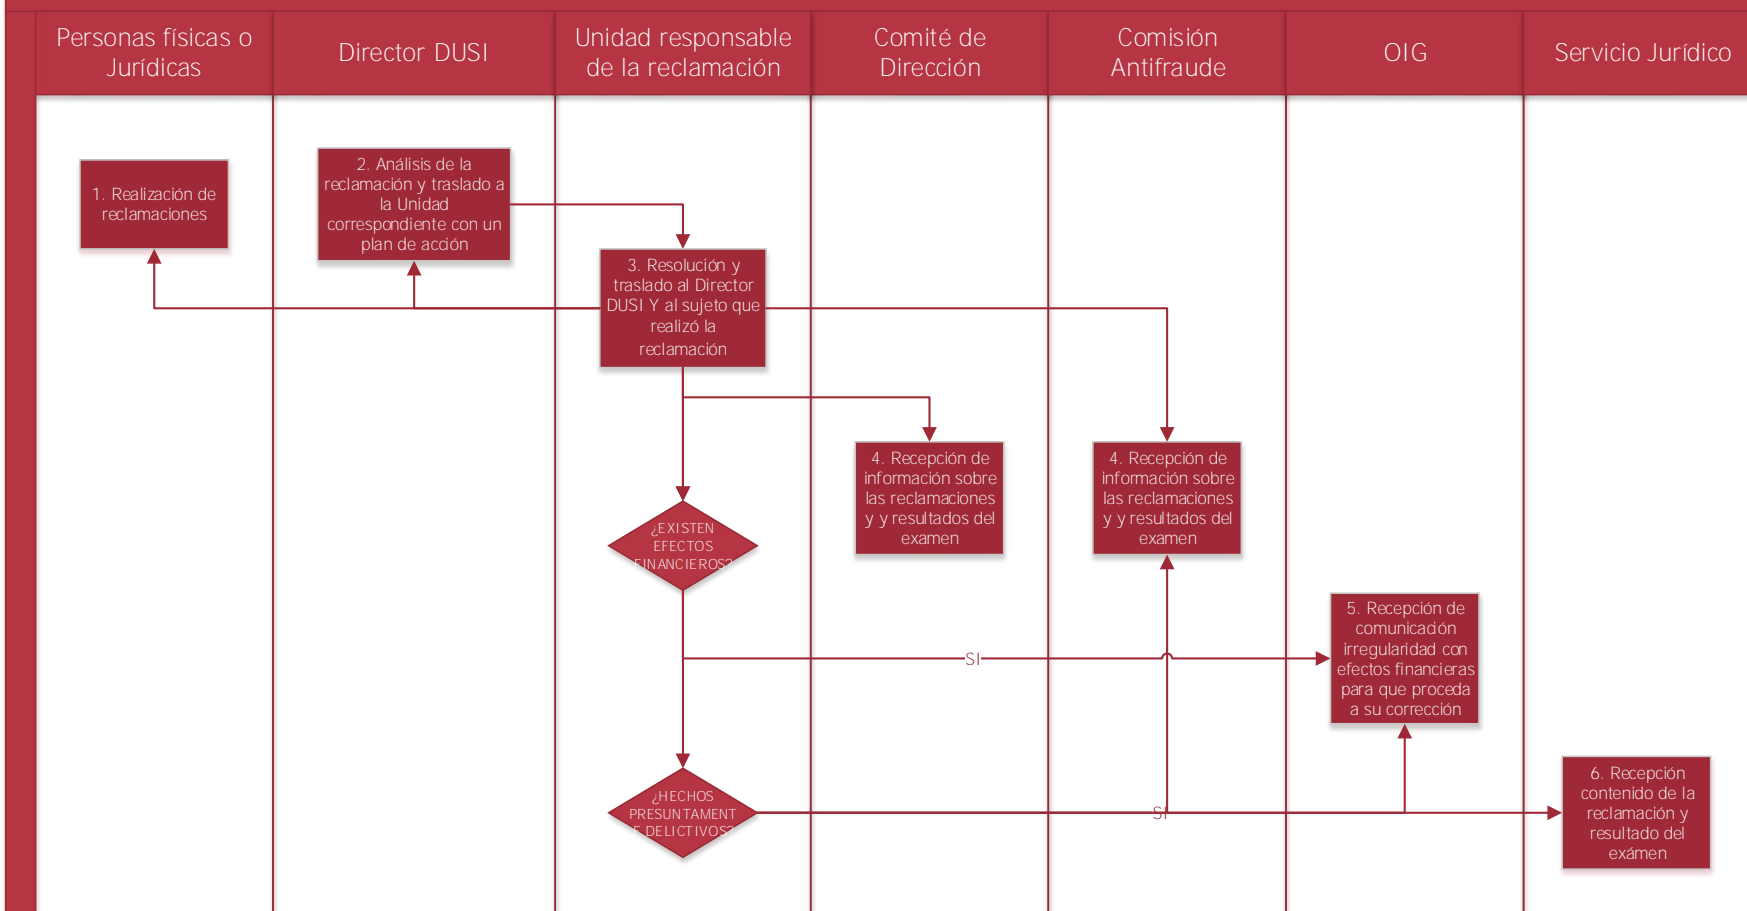 Personas físicas o
Jurídicas
Director DUSI
Unidad responsable
de la reclamación
Comité de
Dirección
Comisión
Antifraude
OIG
Servicio Jurídico
1. Realización de
reclamaciones
2. Análisis de la
reclamación y traslado a
la Unidad
correspondiente con un
plan de acción
3. Resolución y
traslado al Director
DUSI Y al sujeto que
realizó la
reclamación
4. Recepción de
información sobre
las reclamaciones
y y resultados del
examen
4. Recepción de
información sobre
las reclamaciones
y y resultados del
examen
¿EXISTEN
EFECTOS
FINANCIEROS?
5. Recepción de
comunicación
irregularidad con
efectos financieras
para que proceda
a su corrección
SI
¿HECHOS
PRESUNTAMENT
E DELICTIVOS?
SI
6. Recepción
contenido de la
reclamación y
resultado del
exámen